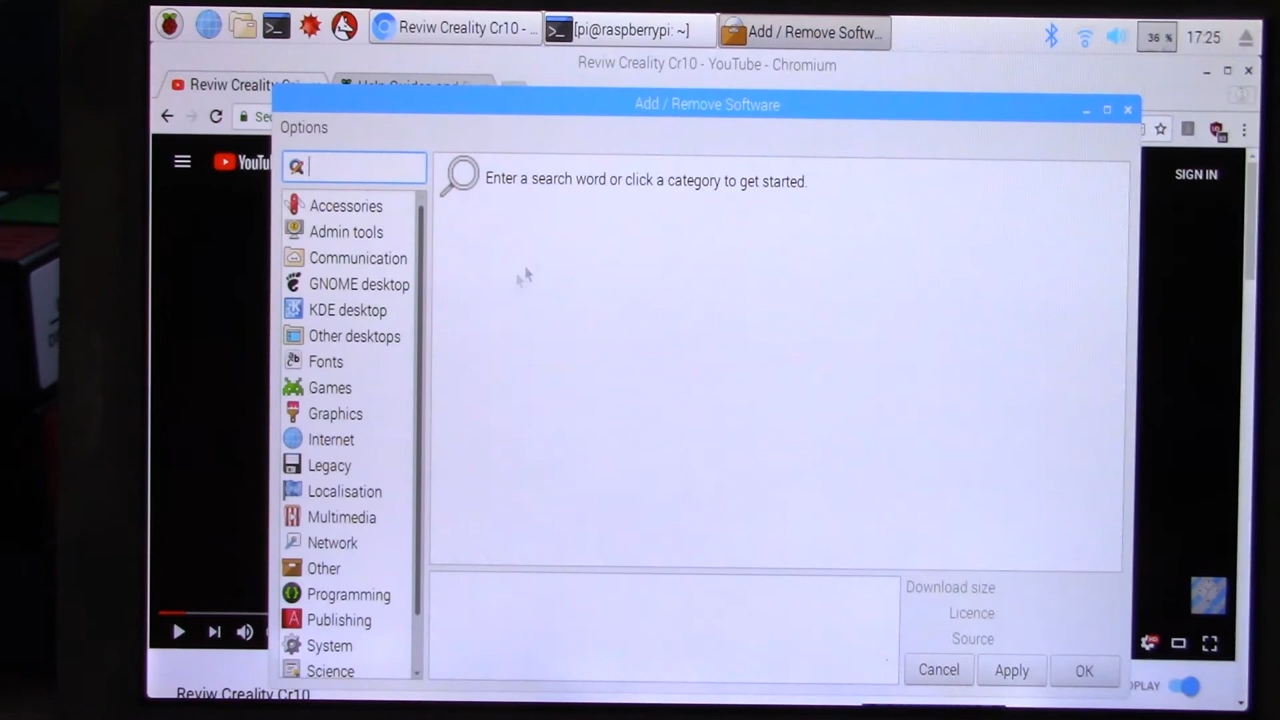 Reviw Creality Cr10 - ...
[pi@raspberrypi: ~]
Add / Remove Softw...
36 %
17:25
Reviw Creality Cr10 - YouTube - Chromium
Reviw Creality
Help Guides and
Add / Remove Software
Options
Enter a search word or click a category to get started.
SIGN IN
Accessories
Admin tools
Communication
GNOME desktop
KDE desktop
Other desktops
Fonts
Games
Graphics
Internet
Legacy
Localisation
Multimedia
Network
Other
Programming
Publishing
System
Science
Download size
Licence
Source
Cancel
Apply
OK
Reviw Creality Cr10